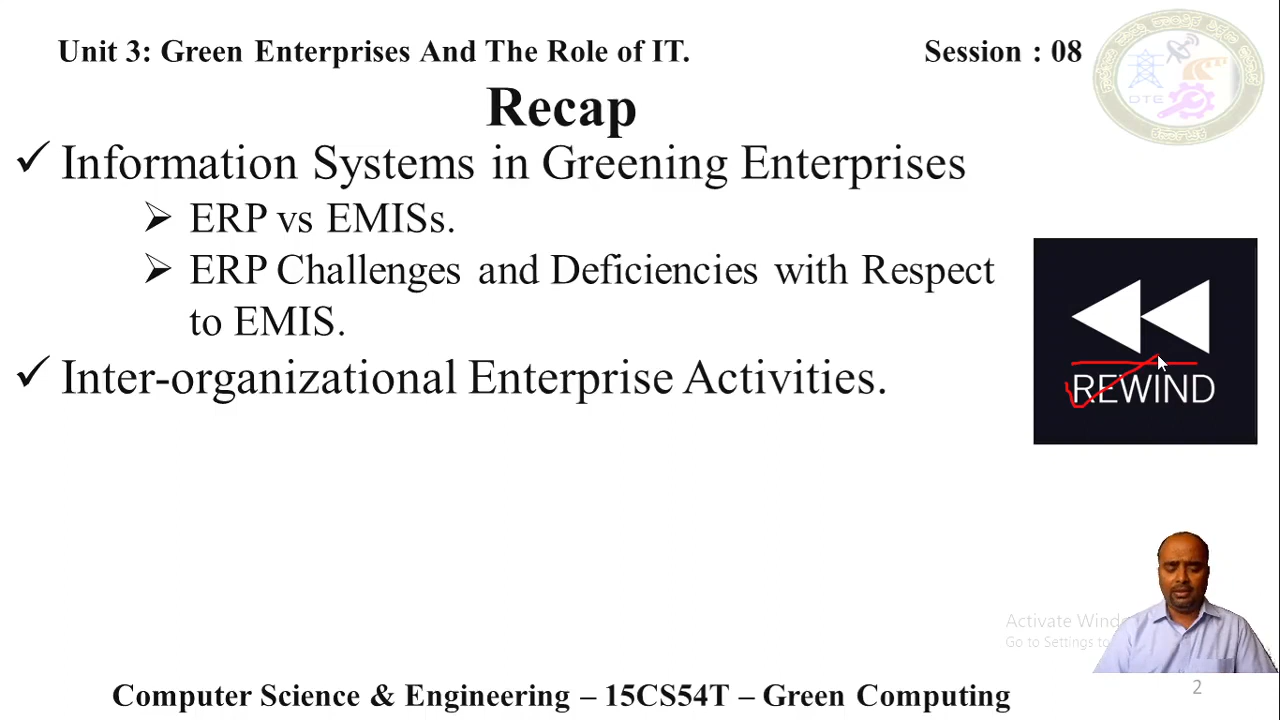 Unit 3: Green Enterprises And The Role of IT.
Session : 08
DTE
Recap
✓ Information Systems in Greening Enterprises
➢ ERP vs EMISs.
➢ ERP Challenges and Deficiencies with Respect
to EMIS.
✓ Inter-organizational Enterprise Activities.
REWIND
Activate Wind
Go to Settings to
Computer Science & Engineering – 15CS54T – Green Computing
2